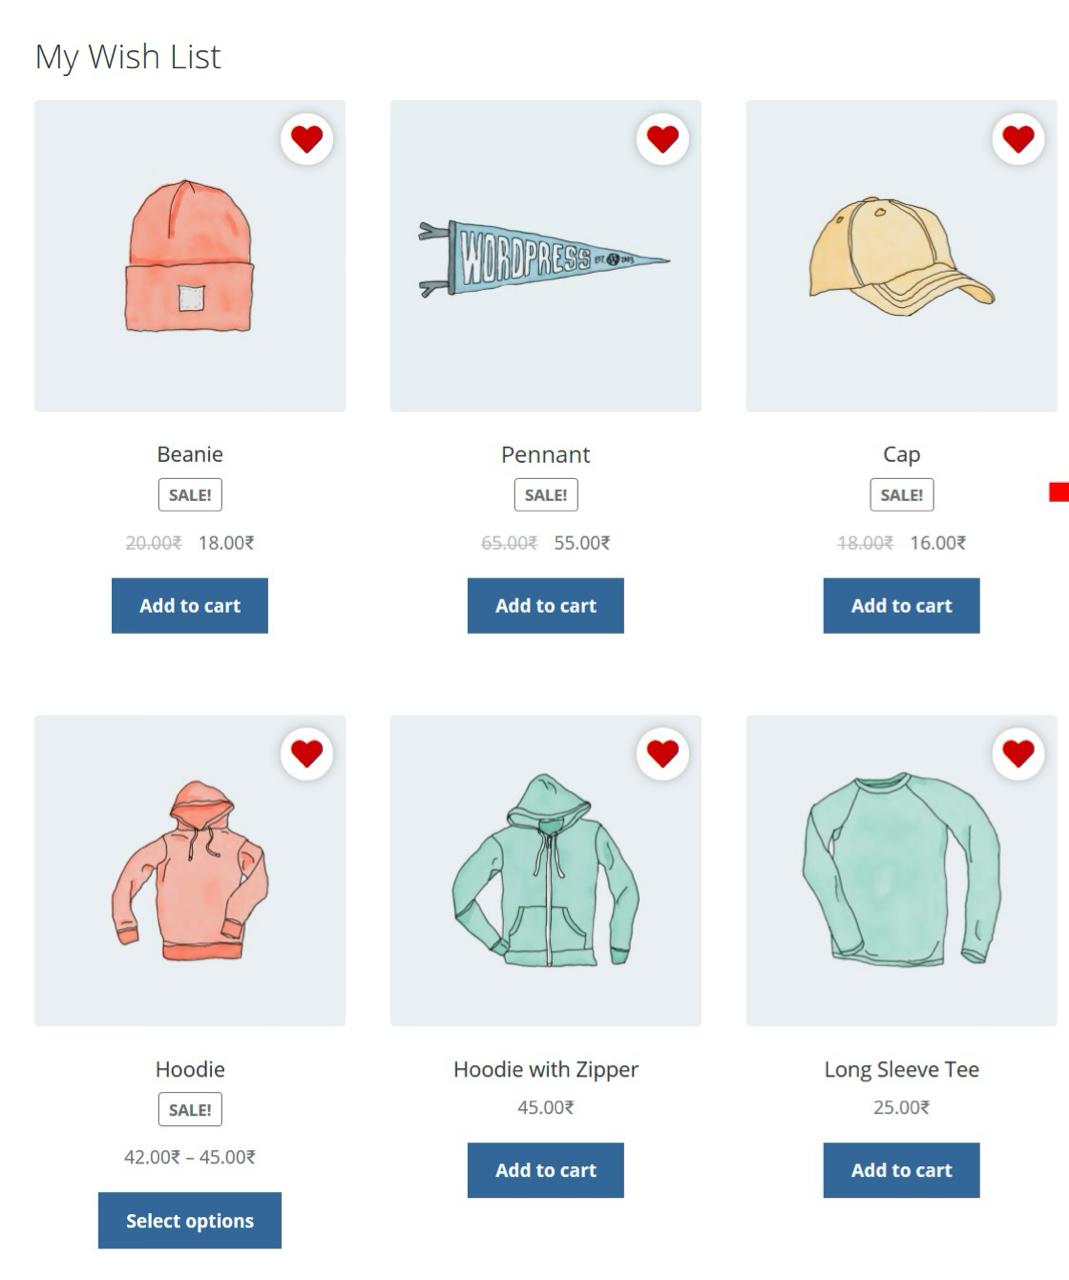 My Wish List
WORDPRESS EST. 2003
Beanie
Pennant
Cap
SALE!
SALE!
SALE!
20.00₹ 18.00₹
65.00₹ 55.00₹
18.00₹ 16.00₹
Add to cart
Add to cart
Add to cart
Hoodie
Hoodie with Zipper
Long Sleeve Tee
SALE!
45.00₹
25.00₹
42.00₹ – 45.00₹
Add to cart
Add to cart
Select options